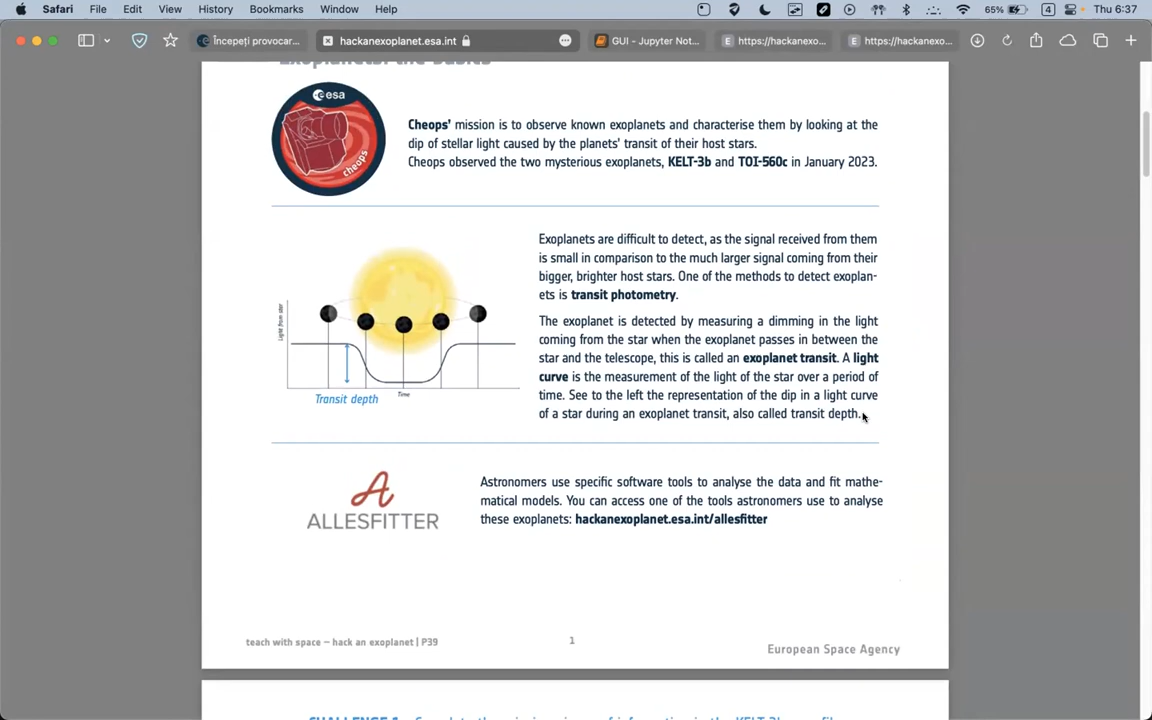 Safari File Edit View History Bookmarks Window Help 65% 4 Thu 6:37
Începeți provocar... hackanexoplanet.esa.int GUI - Jupyter Not... https://hackanexo... https://hackanexo...
Exoplanets: the basics
esa
cheops
Cheops' mission is to observe known exoplanets and characterise them by looking at the
dip of stellar light caused by the planets' transit of their host stars.
Cheops observed the two mysterious exoplanets, KELT-3b and TOI-560c in January 2023.
Exoplanets are difficult to detect, as the signal received from them
is small in comparison to the much larger signal coming from their
bigger, brighter host stars. One of the methods to detect exoplan-
ets is transit photometry.
The exoplanet is detected by measuring a dimming in the light
coming from the star when the exoplanet passes in between the
star and the telescope, this is called an exoplanet transit. A light
curve is the measurement of the light of the star over a period of
time. See to the left the representation of the dip in a light curve
of a star during an exoplanet transit, also called transit depth.
Light from star
Transit depth
Time
ALLESFITTER
Astronomers use specific software tools to analyse the data and fit mathe-
matical models. You can access one of the tools astronomers use to analyse
these exoplanets: hackanexoplanet.esa.int/allesfitter
teach with space – hack an exoplanet | P39
1
European Space Agency